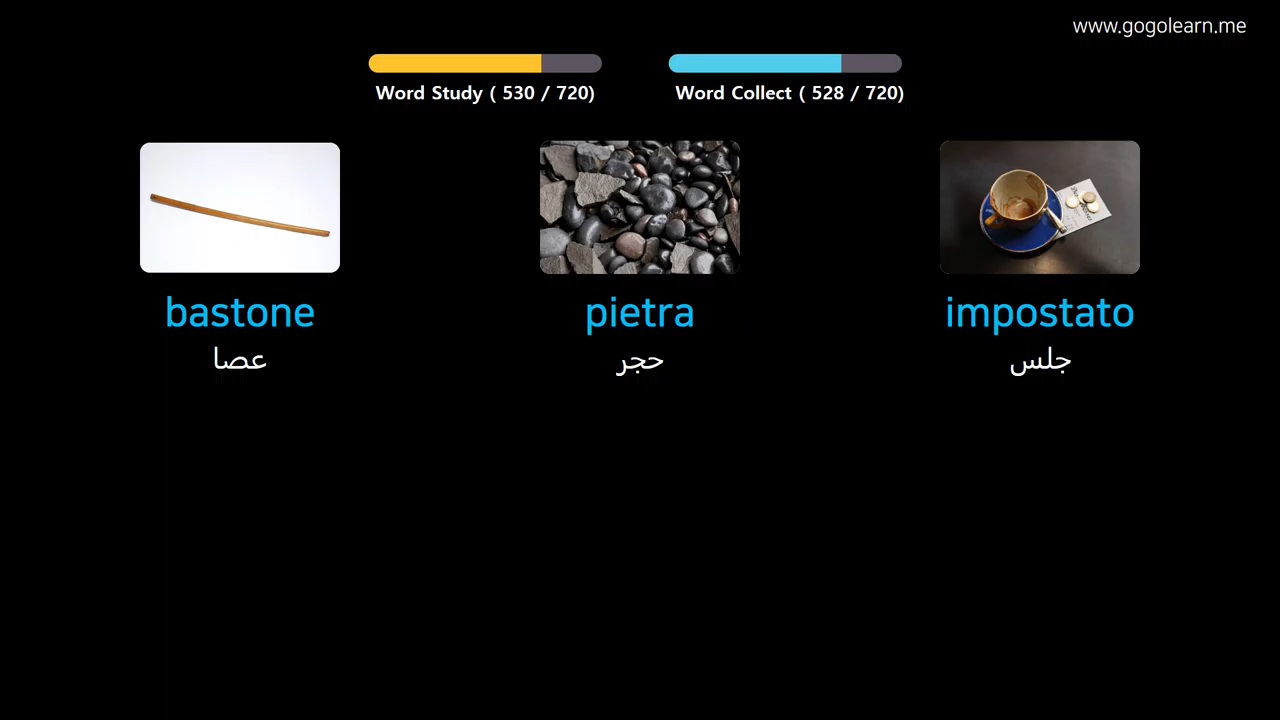 www.gogolearn.me
Word Study ( 530 / 720)
Word Collect ( 528 / 720)
bastone
pietra
impostato
عصا
حجر
جلس